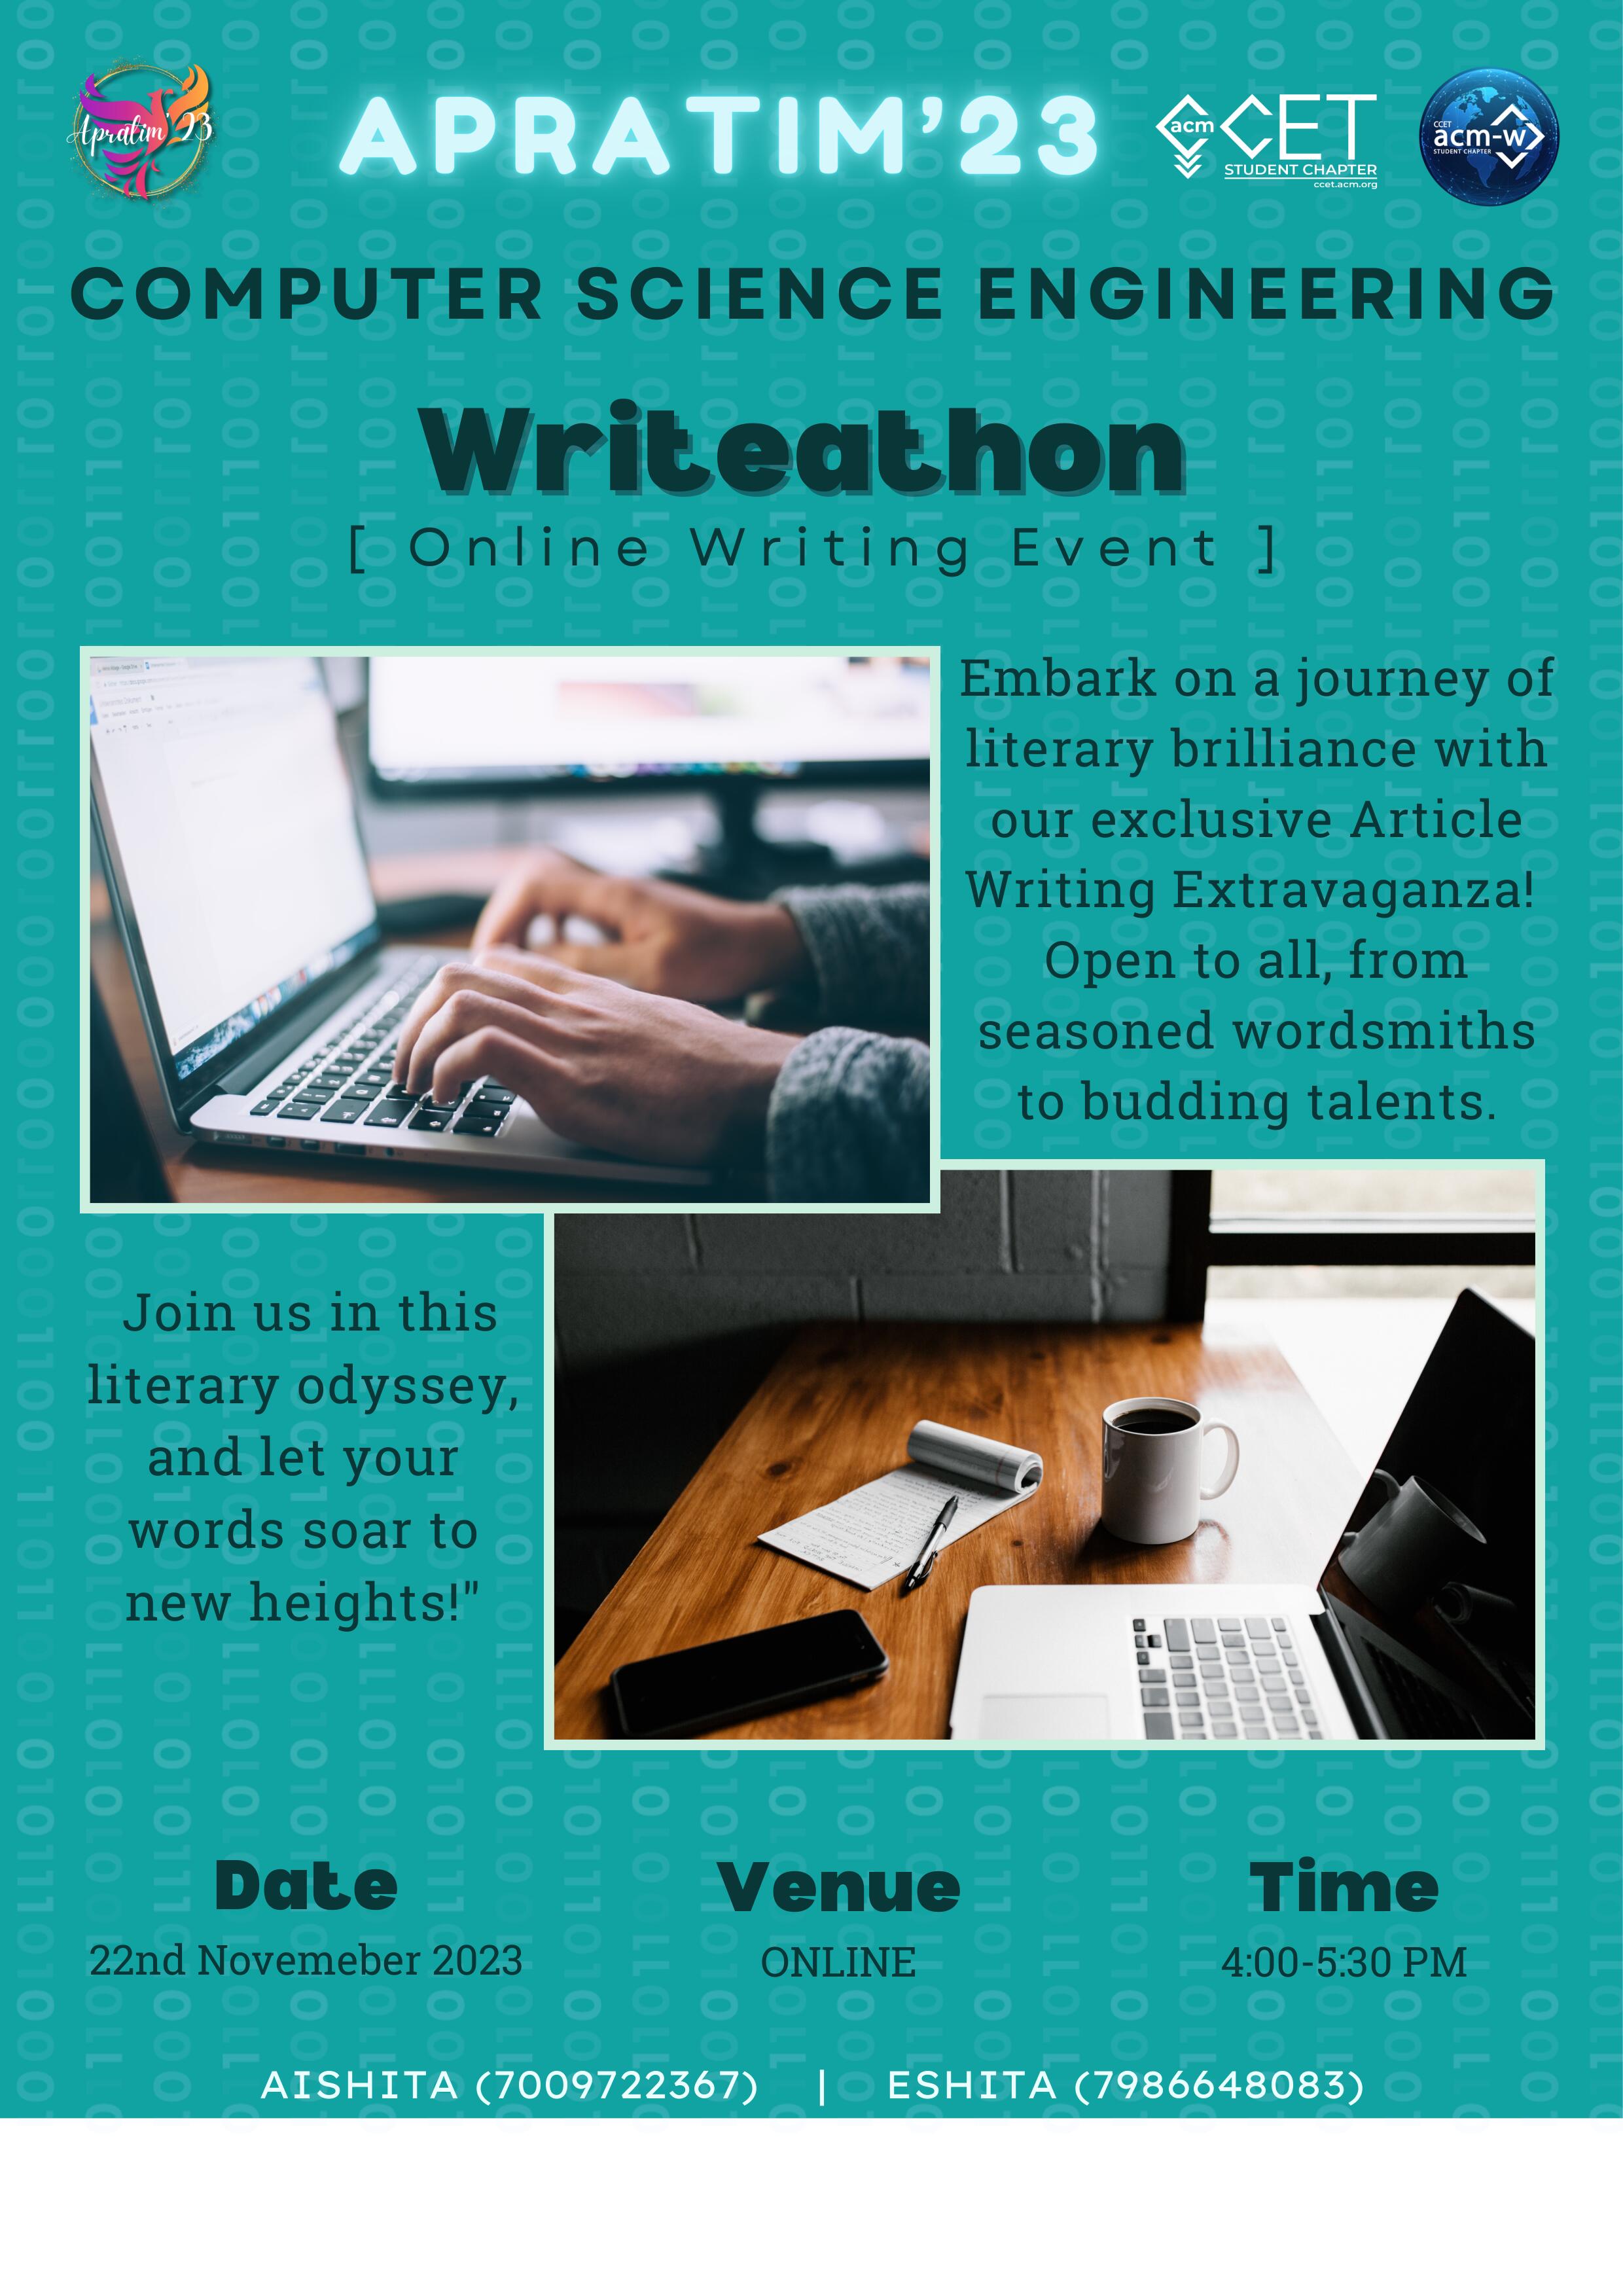 Apratim'23
APRATIM’23
acm CCET
STUDENT CHAPTER
ccet.acm.org
CCET
acm-w
STUDENT CHAPTER
COMPUTER SCIENCE ENGINEERING
Writeathon
[ Online Writing Event ]
Embark on a journey of
literary brilliance with
our exclusive Article
Writing Extravaganza!
Open to all, from
seasoned wordsmiths
to budding talents.
Join us in this
literary odyssey,
and let your
words soar to
new heights!"
Date
22nd Novemeber 2023
Venue
ONLINE
Time
4:00-5:30 PM
AISHITA (7009722367) | ESHITA (7986648083)